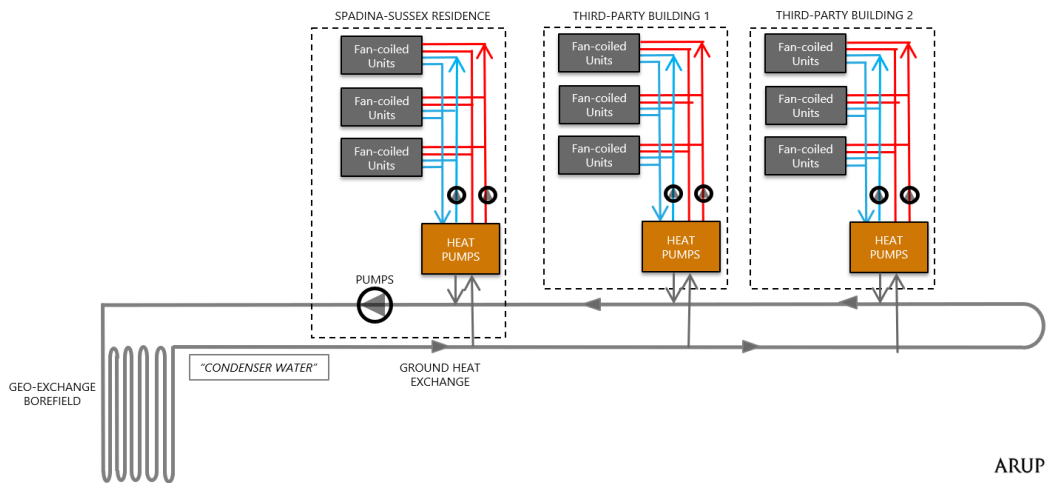 SPADINA-SUSSEX RESIDENCE
THIRD-PARTY BUILDING 1
THIRD-PARTY BUILDING 2
Fan-coiled
Units
Fan-coiled
Units
Fan-coiled
Units
Fan-coiled
Units
Fan-coiled
Units
Fan-coiled
Units
Fan-coiled
Units
Fan-coiled
Units
Fan-coiled
Units
HEAT
PUMPS
HEAT
PUMPS
HEAT
PUMPS
PUMPS
"CONDENSER WATER"
GROUND HEAT
EXCHANGE
GEO-EXCHANGE
BOREFIELD
ARUP